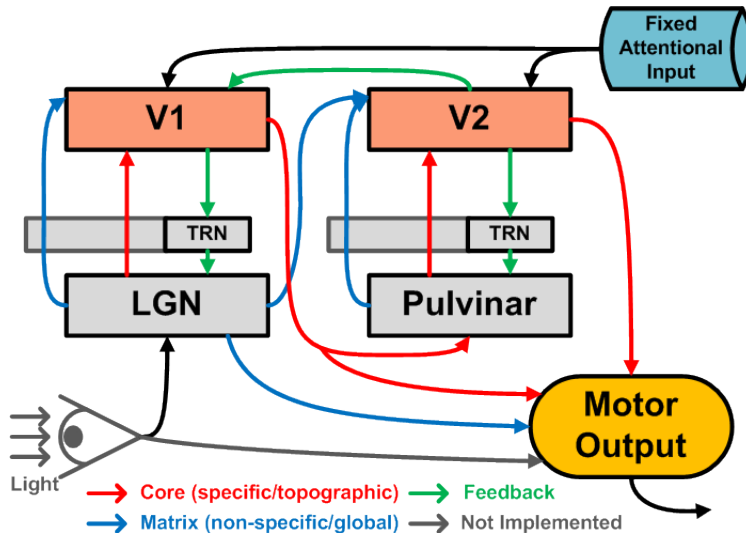 Fixed
Attentional
Input
V1
V2
TRN
TRN
LGN
Pulvinar
Motor
Output
Light
Core (specific/topographic)
Feedback
Matrix (non-specific/global)
Not Implemented